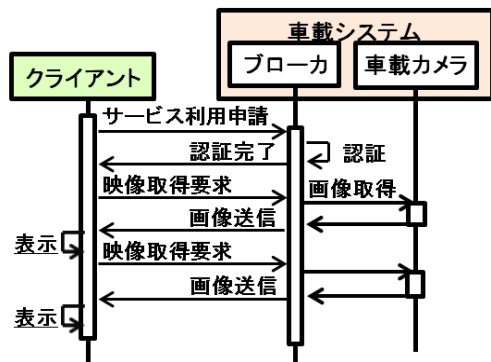 車載システム
クライアント
ブローカ
車載カメラ
サービス利用申請
認証完了
認証
映像取得要求
画像取得
画像送信
表示
映像取得要求
画像送信
表示